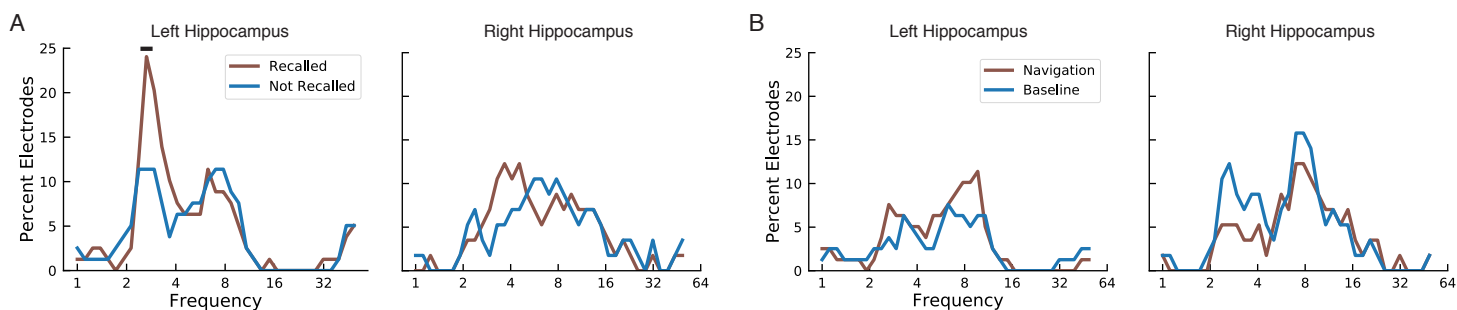 A
Left Hippocampus
Right Hippocampus
25
20
15
10
5
0
Percent Electrodes
Recalled
Not Recalled
1 2 4 8 16 32
Frequency
1 2 4 8 16 32 64
B
Left Hippocampus
Right Hippocampus
25
20
15
10
5
0
Percent Electrodes
Navigation
Baseline
1 2 4 8 16 32 64
Frequency
1 2 4 8 16 32 64